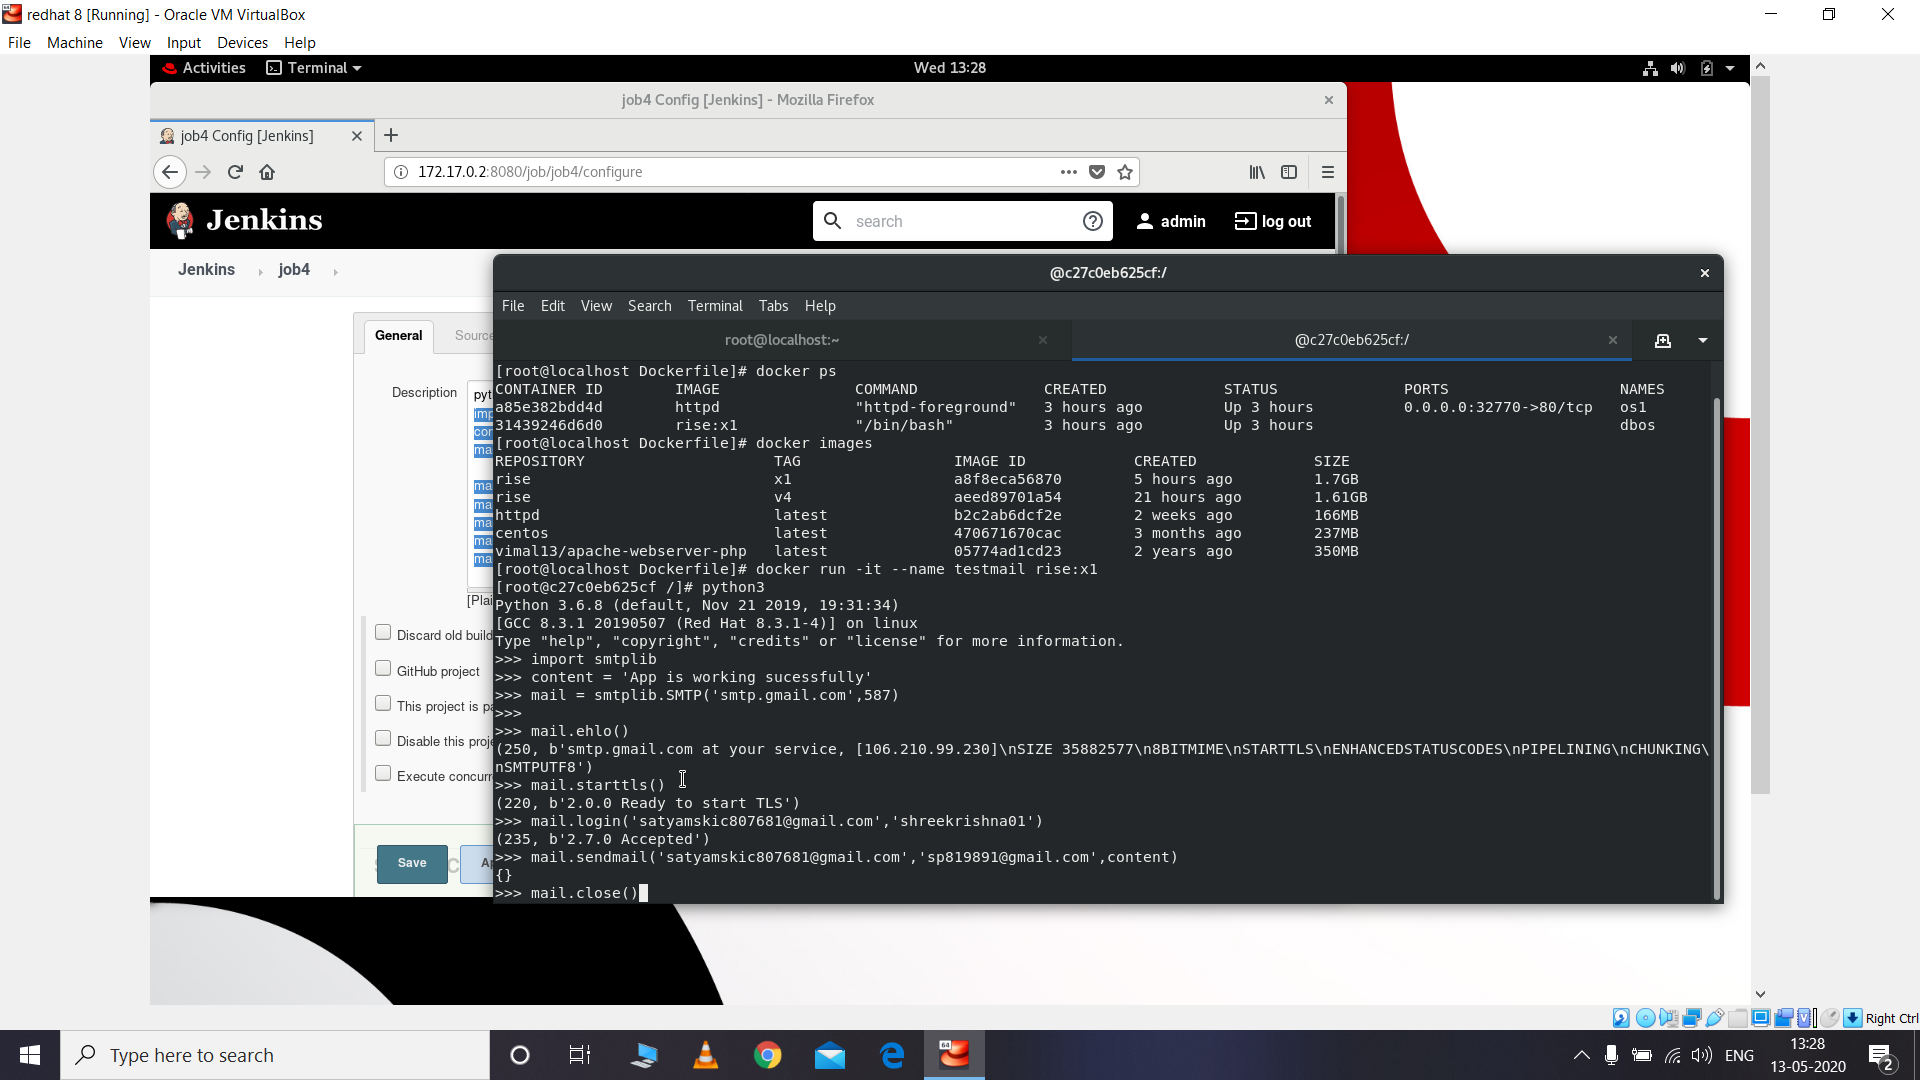 redhat 8 [Running] - Oracle VM VirtualBox
File Machine View Input Devices Help
Activities Terminal Wed 13:28
job4 Config [Jenkins] - Mozilla Firefox
job4 Config [Jenkins]
172.17.0.2:8080/job/job4/configure
Jenkins search admin log out
Jenkins job4
@c27c0eb625cf:/
File Edit View Search Terminal Tabs Help
root@localhost:~ @c27c0eb625cf:/
General Source
Description
pyt
imp
con
ma
ma
ma
ma
ma
ma
[Plai
Discard old build
GitHub project
This project is pa
Disable this proje
Execute concurre
Save Ap
[root@localhost Dockerfile]# docker ps
CONTAINER ID IMAGE COMMAND CREATED STATUS PORTS NAMES
a85e382bdd4d httpd "httpd-foreground" 3 hours ago Up 3 hours 0.0.0.0:32770->80/tcp os1
31439246d6d0 rise:x1 "/bin/bash" 3 hours ago Up 3 hours dbos
[root@localhost Dockerfile]# docker images
REPOSITORY TAG IMAGE ID CREATED SIZE
rise x1 a8f8eca56870 5 hours ago 1.7GB
rise v4 aeed89701a54 21 hours ago 1.61GB
httpd latest b2c2ab6dcf2e 2 weeks ago 166MB
centos latest 470671670cac 3 months ago 237MB
vimal13/apache-webserver-php latest 05774ad1cd23 2 years ago 350MB
[root@localhost Dockerfile]# docker run -it --name testmail rise:x1
[root@c27c0eb625cf /]# python3
Python 3.6.8 (default, Nov 21 2019, 19:31:34)
[GCC 8.3.1 20190507 (Red Hat 8.3.1-4)] on linux
Type "help", "copyright", "credits" or "license" for more information.
>>> import smtplib
>>> content = 'App is working sucessfully'
>>> mail = smtplib.SMTP('smtp.gmail.com',587)
>>>
>>> mail.ehlo()
(250, b'smtp.gmail.com at your service, [106.210.99.230]\nSIZE 35882577\n8BITMIME\nSTARTTLS\nENHANCEDSTATUSCODES\nPIPELINING\nCHUNKING\
nSMTPUTF8')
>>> mail.starttls()
(220, b'2.0.0 Ready to start TLS')
>>> mail.login('satyamskic807681@gmail.com','shreekrishna01')
(235, b'2.7.0 Accepted')
>>> mail.sendmail('satyamskic807681@gmail.com','sp819891@gmail.com',content)
{}
>>> mail.close()
Right Ctrl
Type here to search
ENG
13:28
13-05-2020
2